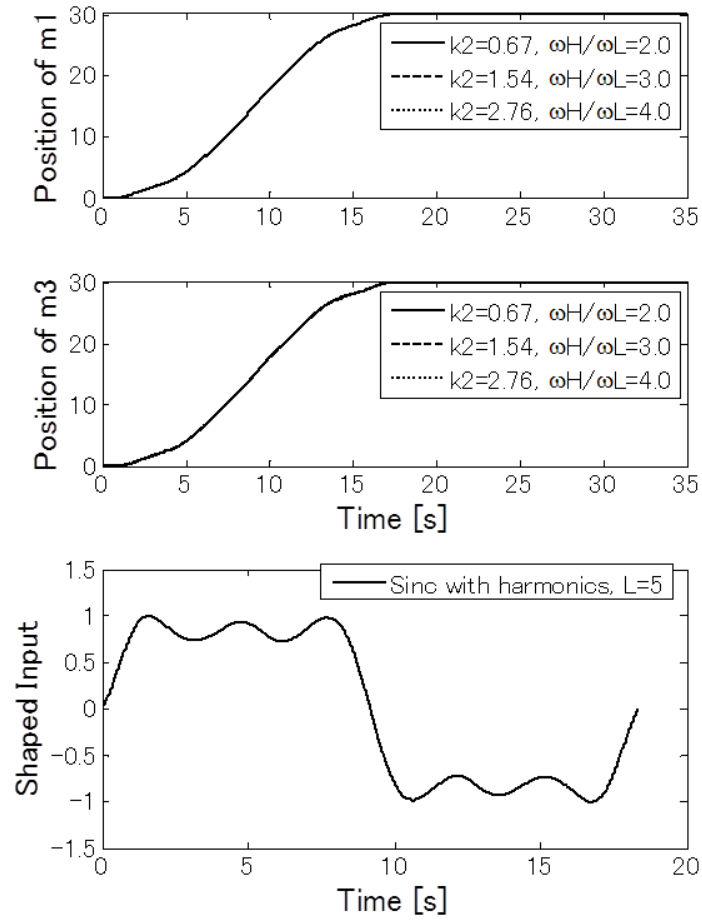 Position of m1
30
20
10
0
k2=0.67, ωH/ωL=2.0
k2=1.54, ωH/ωL=3.0
k2=2.76, ωH/ωL=4.0
0 5 10 15 20 25 30 35
Position of m3
30
20
10
0
k2=0.67, ωH/ωL=2.0
k2=1.54, ωH/ωL=3.0
k2=2.76, ωH/ωL=4.0
0 5 10 15 20 25 30 35
Time [s]
Shaped Input
1.5
1
0.5
0
-0.5
-1
-1.5
Sinc with harmonics, L=5
0 5 10 15 20
Time [s]